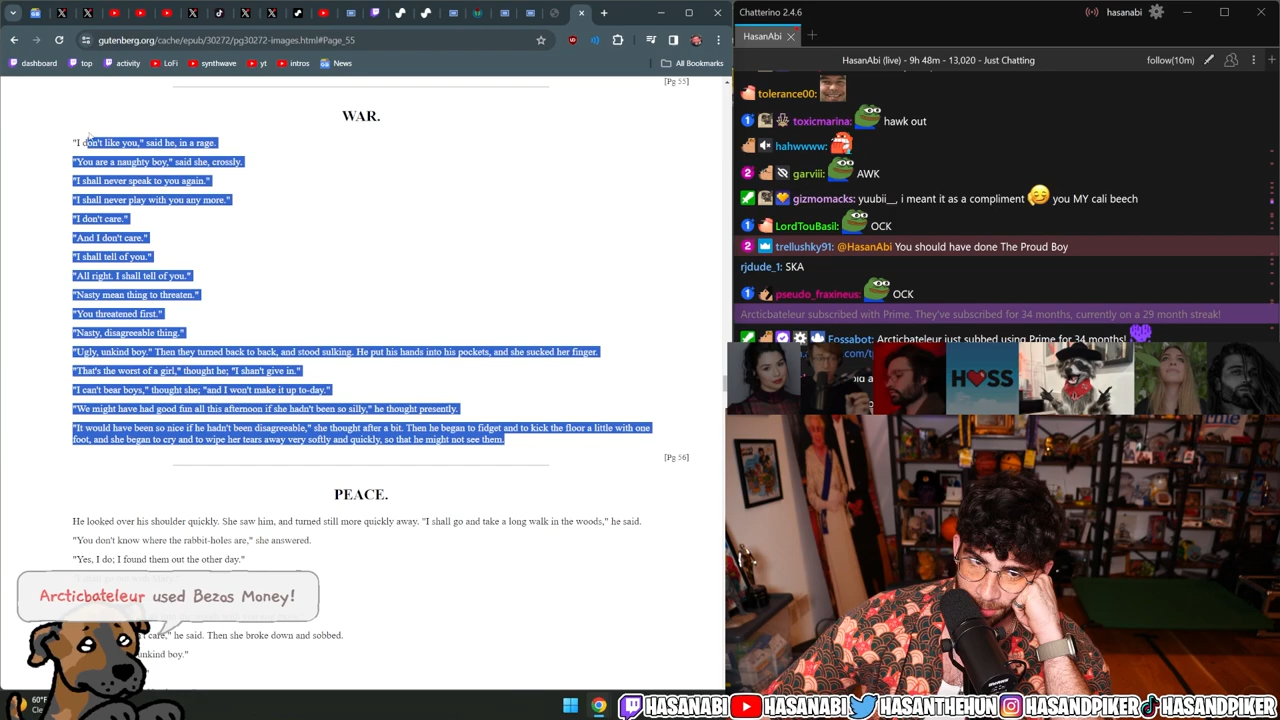 gutenberg.org/cache/epub/30272/pg30272-images.html#Page_55
dashboard
top
activity
LoFi
synthwave
yt
intros
News
All Bookmarks
[Pg 55]
WAR.
"I don't like you," said he, in a rage.
"You are a naughty boy," said she, crossly.
"I shall never speak to you again."
"I shall never play with you any more."
"I don't care."
"And I don't care."
"I shall tell of you."
"All right. I shall tell of you."
"Nasty mean thing to threaten."
"You threatened first."
"Nasty, disagreeable thing."
"Ugly, unkind boy." Then they turned back to back, and stood sulking. He put his hands into his pockets, and she sucked her finger.
"That's the worst of a girl," thought he; "I shan't give in."
"I can't bear boys," thought she; "and I won't make it up to-day."
"We might have had good fun all this afternoon if she hadn't been so silly," he thought presently.
"It would have been so nice if he hadn't been disagreeable," she thought after a bit. Then he began to fidget and to kick the floor a little with one
foot, and she began to cry and to wipe her tears away very softly and quickly, so that he might not see them.
[Pg 56]
PEACE.
He looked over his shoulder quickly. She saw him, and turned still more quickly away. "I shall go and take a long walk in the woods," he said.
"You don't know where the rabbit-holes are," she answered.
"Yes, I do; I found them out the other day."
Arcticbateleur used Bezos Money!
care," he said. Then she broke down and sobbed.
unkind boy."
60°F
Chatterino 2.4.6
hasanabi
HasanAbi
HasanAbi (live) - 9h 48m - 13,020 - Just Chatting
follow(10m)
tolerance00:
toxicmarina: hawk out
hahwwww:
garviii: AWK
gizmomacks: yuubii__, i meant it as a compliment you MY cali beech
LordTouBasil: OCK
trellushky91: @HasanAbi You should have done The Proud Boy
rjdude_1: SKA
pseudo_fraxineus: OCK
Arcticbateleur subscribed with Prime. They've subscribed for 34 months, currently on a 29 month streak!
Fossabot: Arcticbateleur just subbed using Prime for 34 months!
H SS
HASANABI HASANABI HASANTHEHUN HASANDPIKER HASANDPIKER